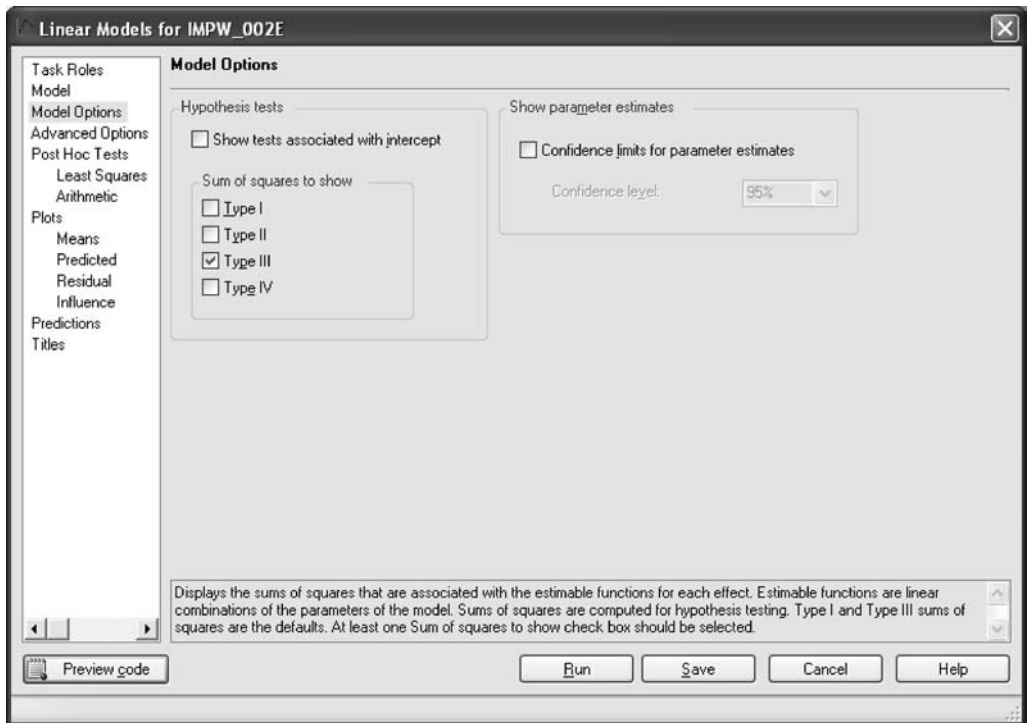 Linear Models for IMPW_002E
Task Roles
Model
Model Options
Advanced Options
Post Hoc Tests
Least Squares
Arithmetic
Plots
Means
Predicted
Residual
Influence
Predictions
Titles
Model Options
Hypothesis tests
Show tests associated with intercept
Sum of squares to show
Type I
Type II
Type III
Type IV
Show parameter estimates
Confidence limits for parameter estimates
Confidence level: 95%
Displays the sums of squares that are associated with the estimable functions for each effect. Estimable functions are linear
combinations of the parameters of the model. Sums of squares are computed for hypothesis testing. Type I and Type III sums of
squares are the defaults. At least one Sum of squares to show check box should be selected.
Preview code Run Save Cancel Help